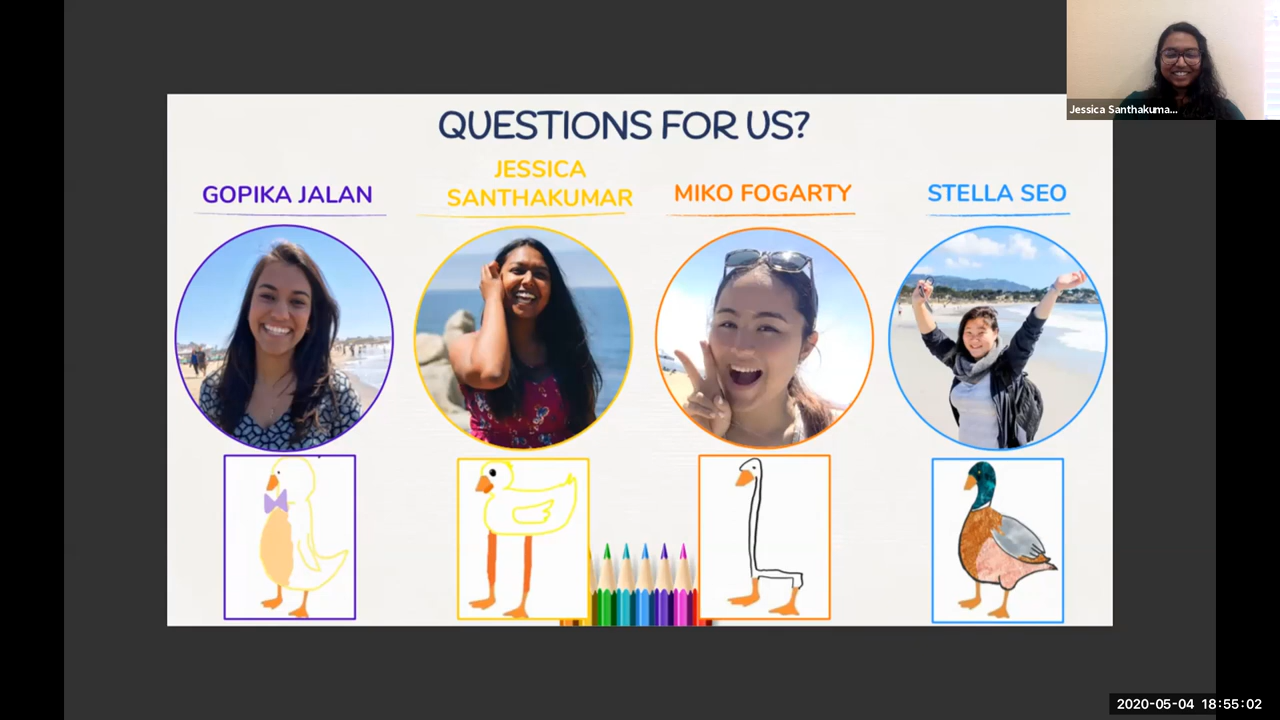 Jessica Santhakuma...
QUESTIONS FOR US?
GOPIKA JALAN
JESSICA
SANTHAKUMAR
MIKO FOGARTY
STELLA SEO
2020-05-04 18:55:02